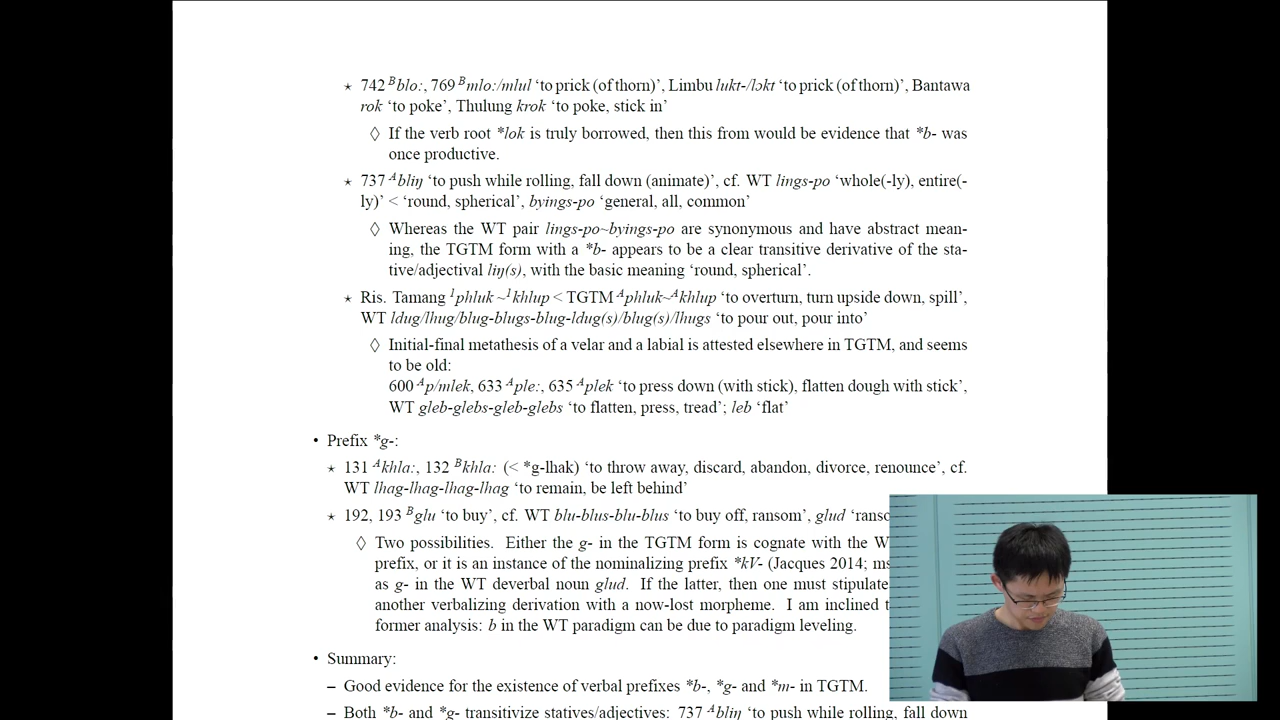 ⋆ 742 ᴮblo:, 769 ᴮmlo:/mlul ‘to prick (of thorn)’, Limbu lukt-/lɔkt ‘to prick (of thorn)’, Bantawa
rok ‘to poke’, Thulung krok ‘to poke, stick in’
◊ If the verb root *lok is truly borrowed, then this from would be evidence that *b- was
once productive.
⋆ 737 ᴬbliŋ ‘to push while rolling, fall down (animate)’, cf. WT lings-po ‘whole(-ly), entire(-
ly)’ < ‘round, spherical’, byings-po ‘general, all, common’
◊ Whereas the WT pair lings-po~byings-po are synonymous and have abstract mean-
ing, the TGTM form with a *b- appears to be a clear transitive derivative of the sta-
tive/adjectival liŋ(s), with the basic meaning ‘round, spherical’.
⋆ Ris. Tamang ¹phluk ~¹khlup < TGTM ᴬphluk~ᴬkhlup ‘to overturn, turn upside down, spill’,
WT ldug/lhug/blug-blugs-blug-ldug(s)/blug(s)/lhugs ‘to pour out, pour into’
◊ Initial-final metathesis of a velar and a labial is attested elsewhere in TGTM, and seems
to be old:
600 ᴬp/mlek, 633 ᴬple:, 635 ᴬplek ‘to press down (with stick), flatten dough with stick’,
WT gleb-glebs-gleb-glebs ‘to flatten, press, tread’; leb ‘flat’
• Prefix *g-:
⋆ 131 ᴬkhla:, 132 ᴮkhla: (< *g-lhak) ‘to throw away, discard, abandon, divorce, renounce’, cf.
WT lhag-lhag-lhag-lhag ‘to remain, be left behind’
⋆ 192, 193 ᴮglu ‘to buy’, cf. WT blu-blus-blu-blus ‘to buy off, ransom’, glud
◊ Two possibilities. Either the g- in the TGTM form is cognate with the
prefix, or it is an instance of the nominalizing prefix *kV- (Jacques 2014;
as g- in the WT deverbal noun glud. If the latter, then one must stipulate
another verbalizing derivation with a now-lost morpheme. I am inclined
former analysis: b in the WT paradigm can be due to paradigm leveling.
• Summary:
– Good evidence for the existence of verbal prefixes *b-, *g- and *m- in TGTM.
– Both *b- and *g- transitivize statives/adjectives: 737 ᴬbliŋ ‘to push while rolling, fall down